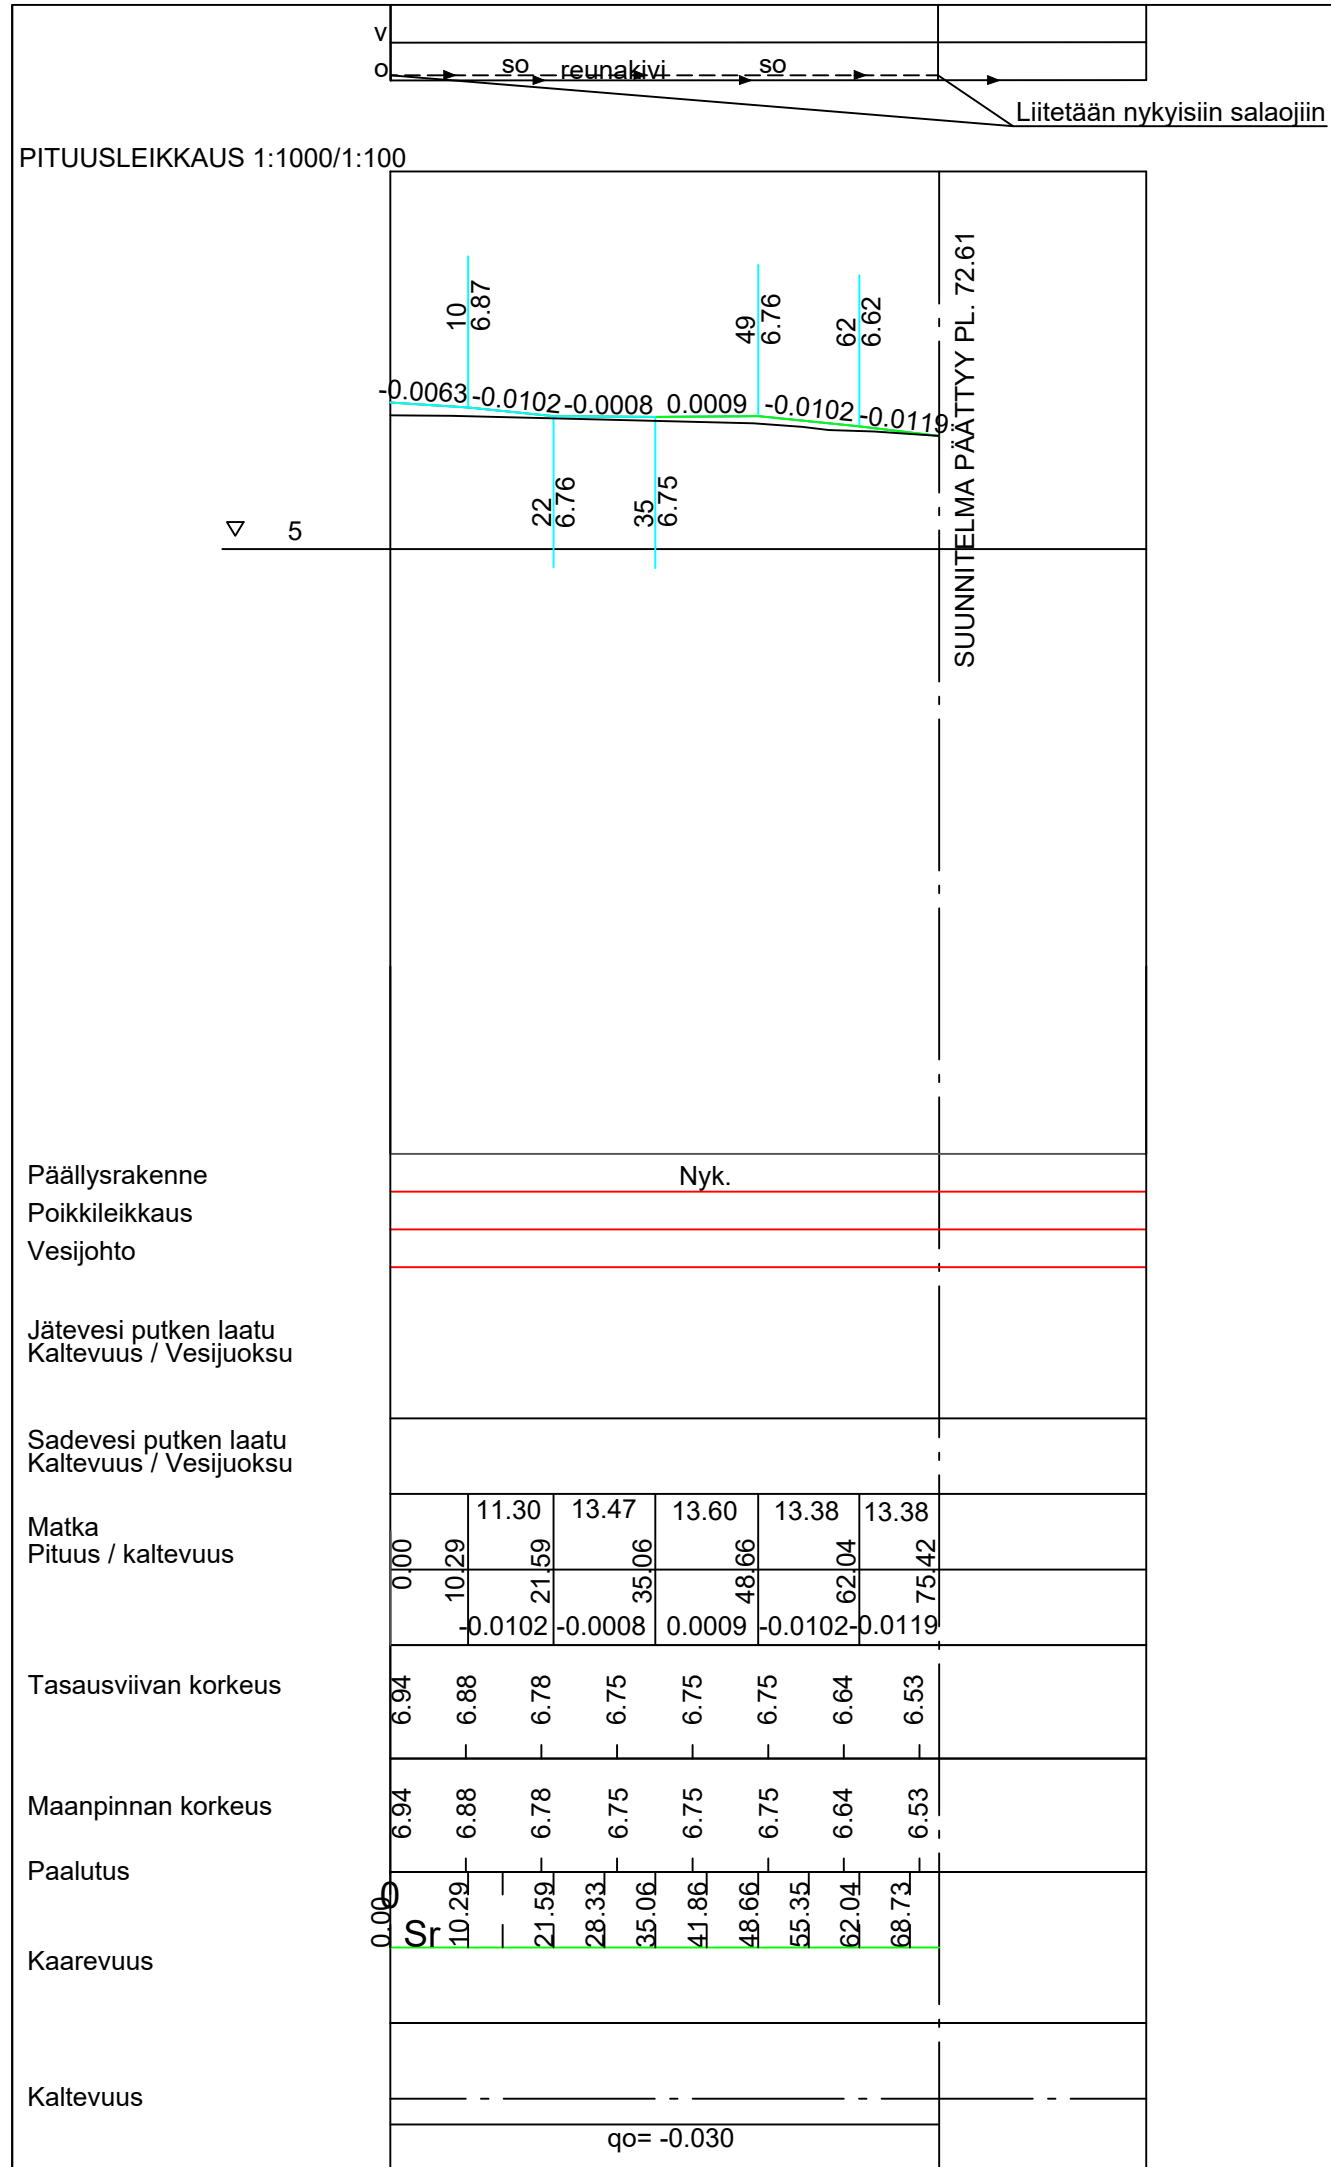 v
o so reunakivi so
Liitetään nykyisiin salaojiin
PITUUSLEIKKAUS 1:1000/1:100
10
6.87
49
6.76
62
6.62
SUUNNITELMA PÄÄTTYY PL. 72.61
-0.0063 -0.0102 -0.0008 0.0009 -0.0102 -0.0119
22
6.76
35
6.75
5
Päällysrakenne Nyk.
Poikkileikkaus
Vesijohto
Jätevesi putken laatu
Kaltevuus / Vesijuoksu
Sadevesi putken laatu
Kaltevuus / Vesijuoksu
11.30 13.47 13.60 13.38 13.38
Matka
Pituus / kaltevuus
0.00 10.29 21.59 35.06 48.66 62.04 75.42
-0.0102 -0.0008 0.0009 -0.0102 -0.0119
Tasausviivan korkeus 6.94 6.88 6.78 6.75 6.75 6.75 6.64 6.53
Maanpinnan korkeus 6.94 6.88 6.78 6.75 6.75 6.75 6.64 6.53
Paalutus
0
0.00 10.29 21.59 28.33 35.06 41.86 48.66 55.35 62.04 68.73
Sr
Kaarevuus
Kaltevuus
qo= -0.030